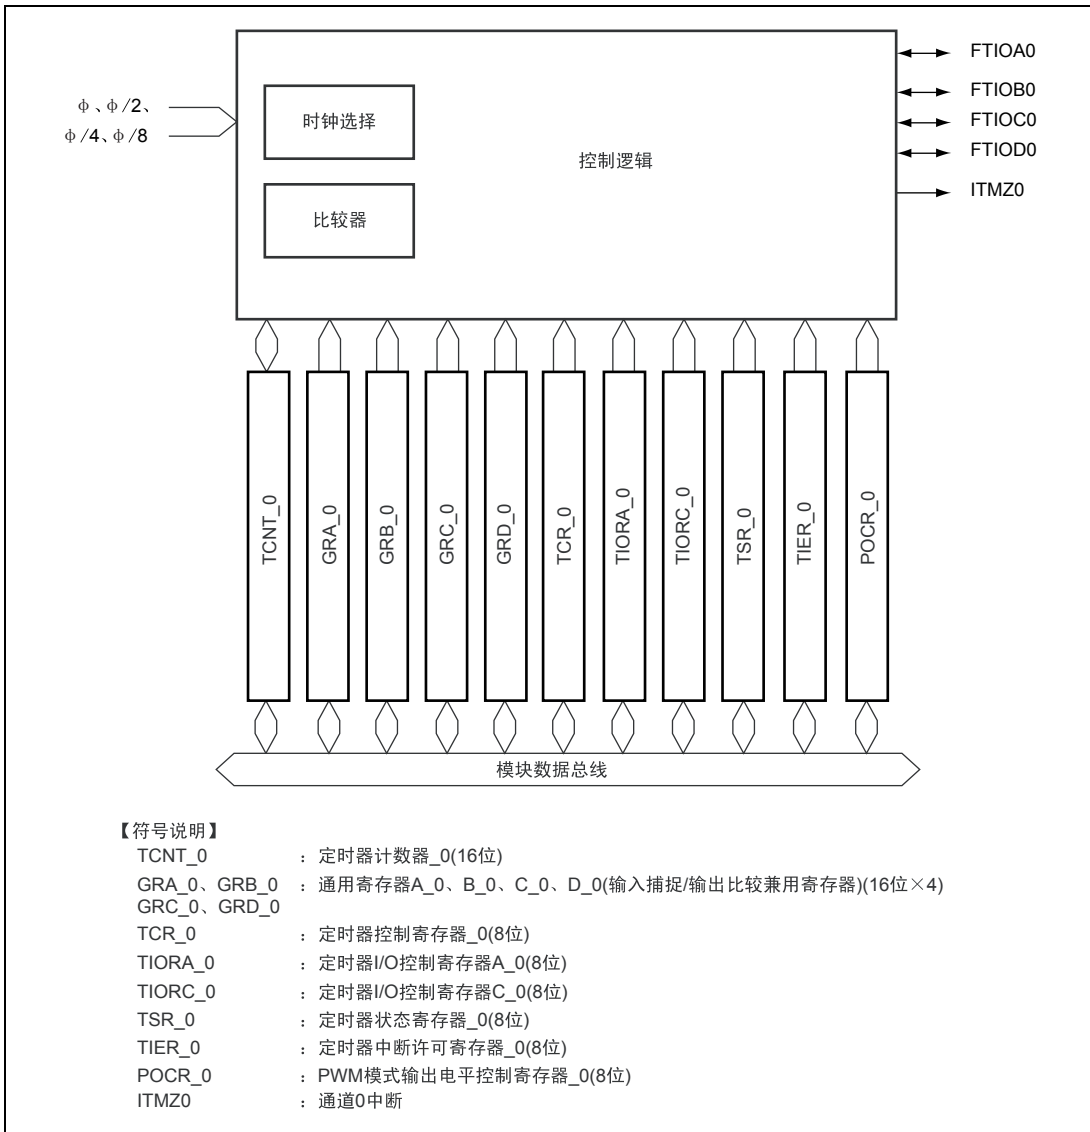 FTIOA0
φ、φ/2、
φ/4、φ/8
时钟选择
比较器
控制逻辑
FTIOB0
FTIOC0
FTIOD0
ITMZ0
TCNT_0
GRA_0
GRB_0
GRC_0
GRD_0
TCR_0
TIORA_0
TIORC_0
TSR_0
TIER_0
POCR_0
模块数据总线
【符号说明】
TCNT_0 : 定时器计数器_0(16位)
GRA_0、GRB_0 : 通用寄存器A_0、B_0、C_0、D_0(输入捕捉/输出比较兼用寄存器)(16位×4)
GRC_0、GRD_0
TCR_0 : 定时器控制寄存器_0(8位)
TIORA_0 : 定时器I/O控制寄存器A_0(8位)
TIORC_0 : 定时器I/O控制寄存器C_0(8位)
TSR_0 : 定时器状态寄存器_0(8位)
TIER_0 : 定时器中断许可寄存器_0(8位)
POCR_0 : PWM模式输出电平控制寄存器_0(8位)
ITMZ0 : 通道0中断